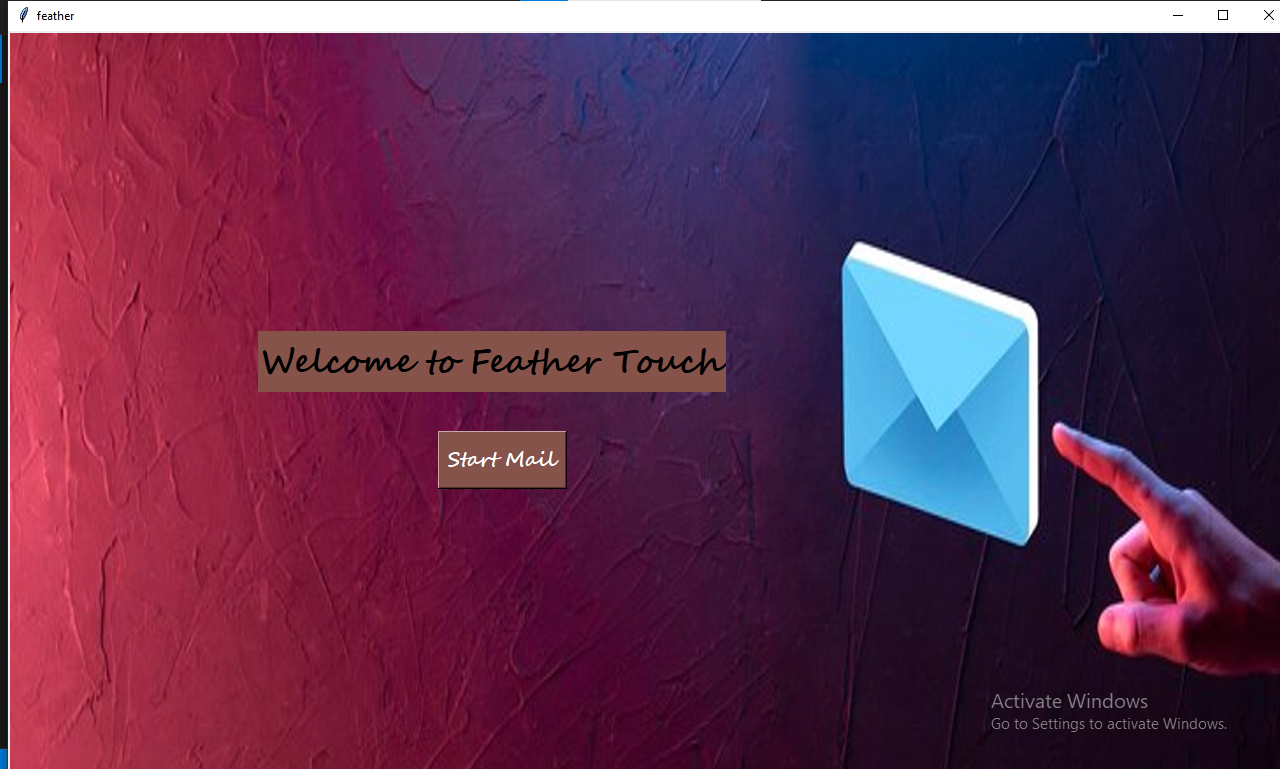 feather
Welcome to Feather Touch
Start Mail
Activate Windows
Go to Settings to activate Windows.